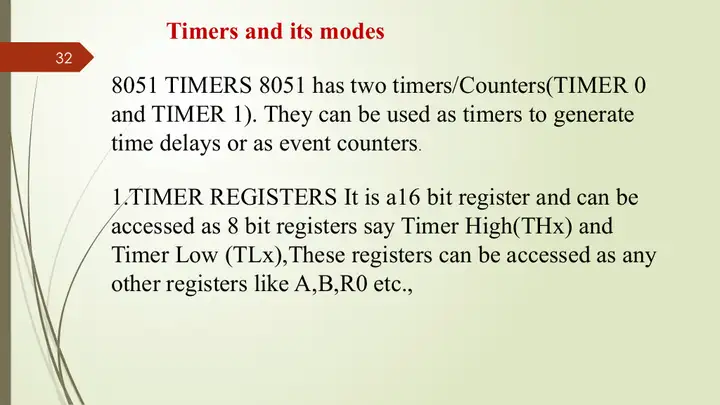 Timers and its modes
32
8051 TIMERS 8051 has two timers/Counters(TIMER 0
and TIMER 1). They can be used as timers to generate
time delays or as event counters.
1.TIMER REGISTERS It is a16 bit register and can be
accessed as 8 bit registers say Timer High(THx) and
Timer Low (TLx),These registers can be accessed as any
other registers like A,B,R0 etc.,